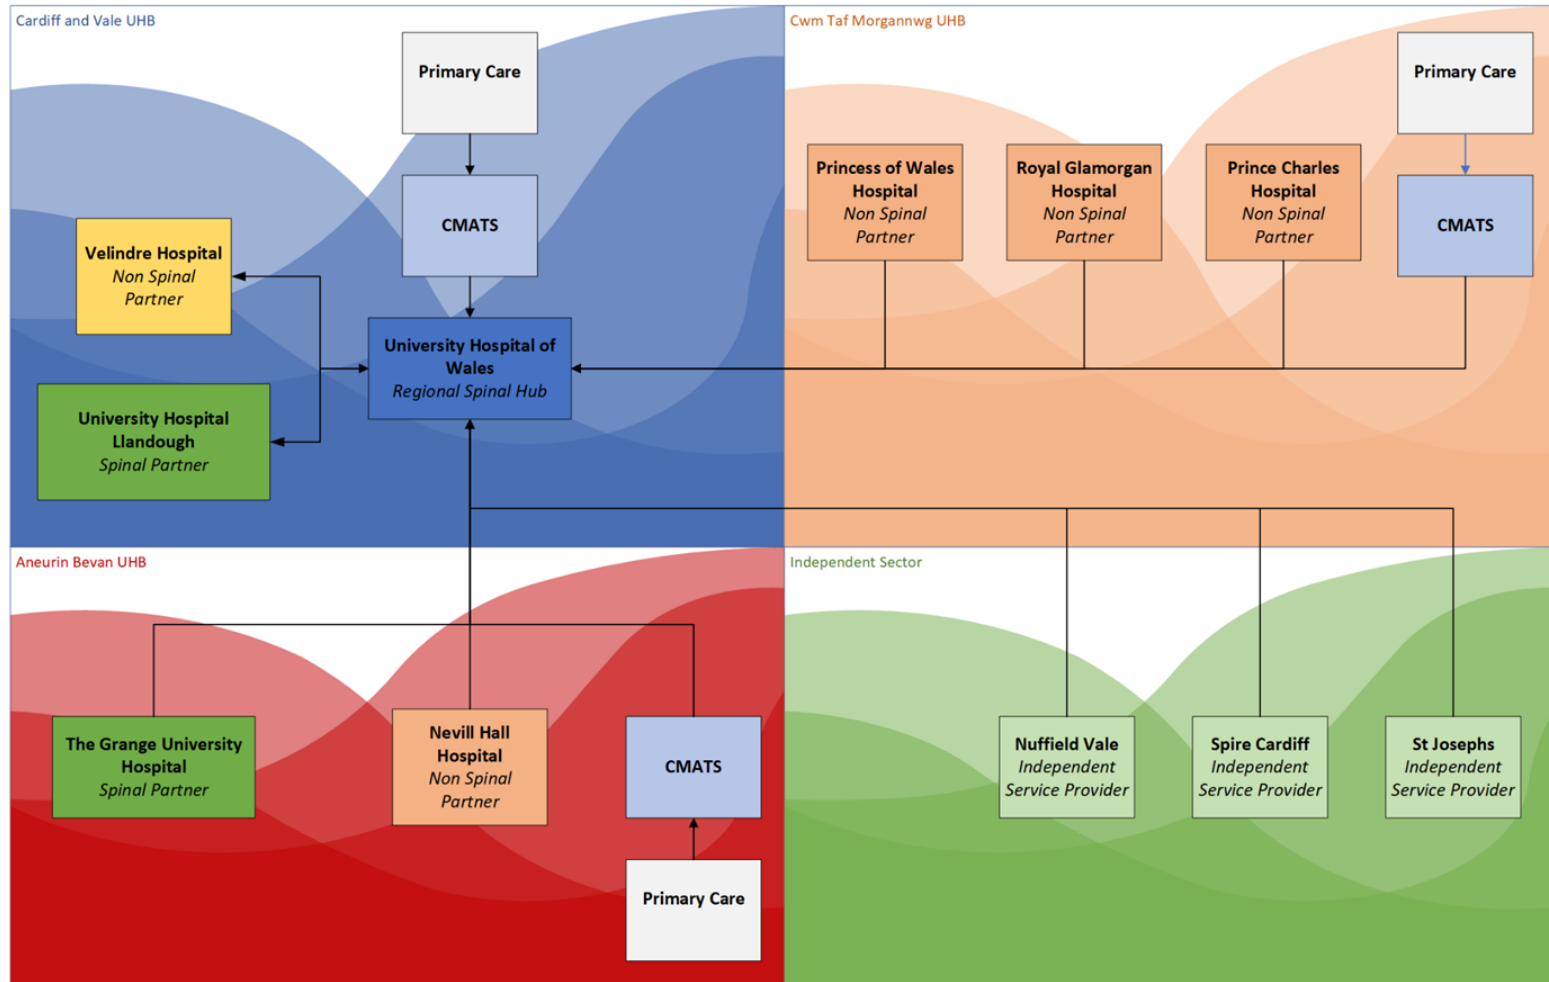 Cardiff and Vale UHB
Primary Care
CMATS
Velindre Hospital
Non Spinal
Partner
University Hospital of
Wales
Regional Spinal Hub
University Hospital
Llandough
Spinal Partner
Cwm Taf Morgannwg UHB
Primary Care
Princess of Wales
Hospital
Non Spinal
Partner
Royal Glamorgan
Hospital
Non Spinal
Partner
Prince Charles
Hospital
Non Spinal
Partner
CMATS
Aneurin Bevan UHB
The Grange University
Hospital
Spinal Partner
Nevill Hall
Hospital
Non Spinal
Partner
CMATS
Primary Care
Independent Sector
Nuffield Vale
Independent
Service Provider
Spire Cardiff
Independent
Service Provider
St Josephs
Independent
Service Provider